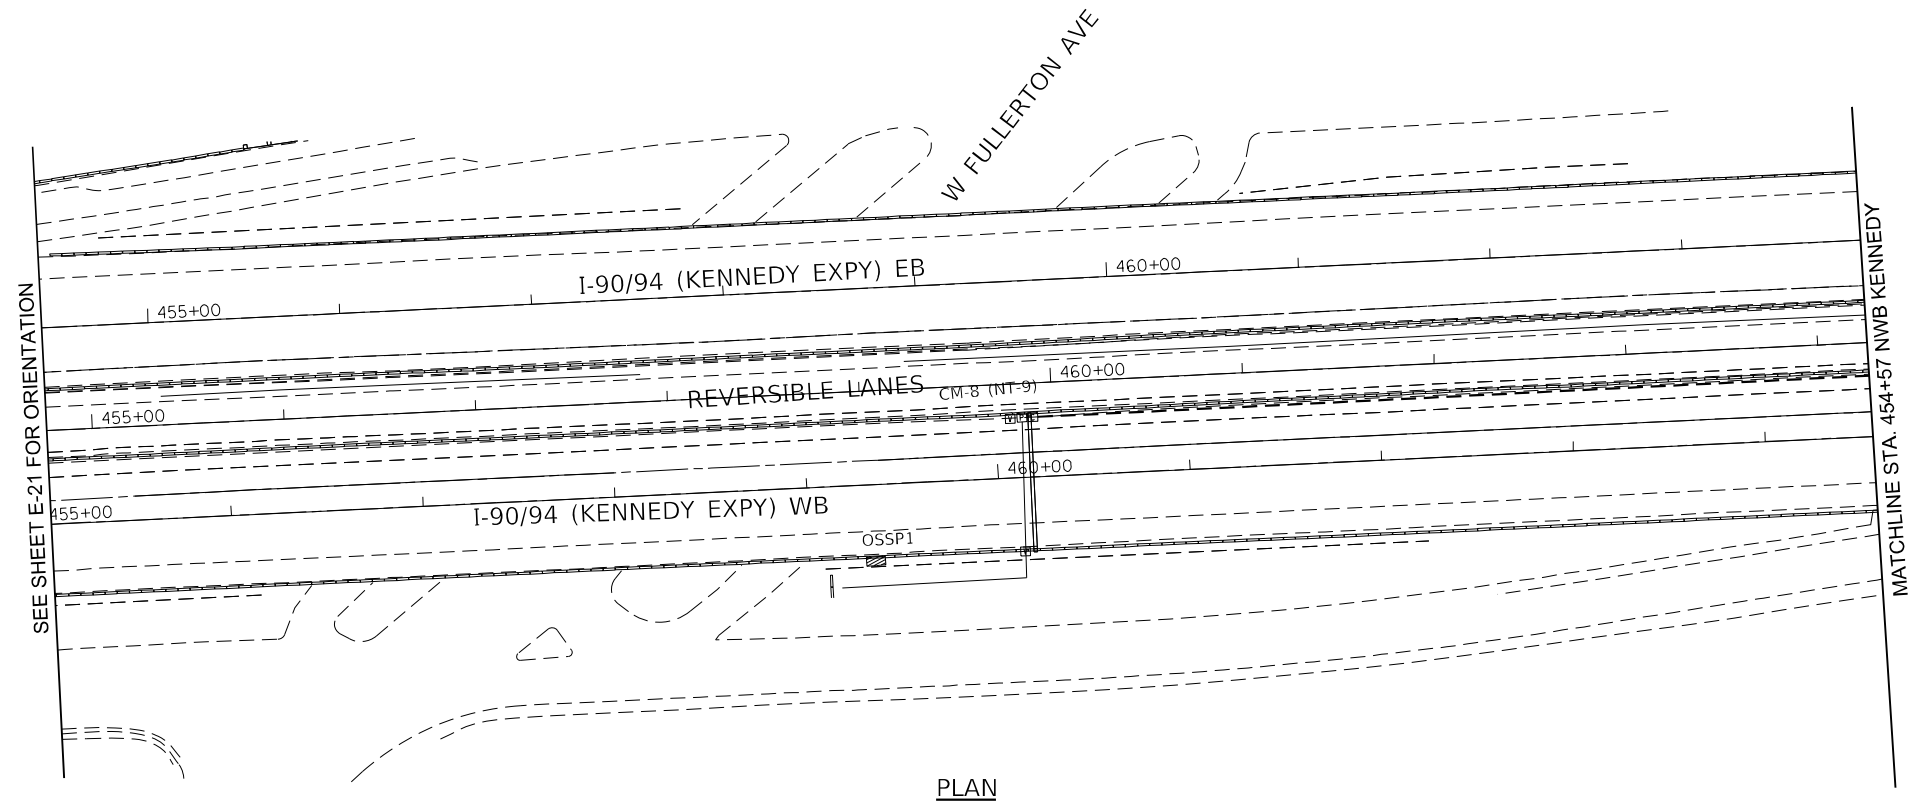 W FULLERTON AVE
SEE SHEET E-21 FOR ORIENTATION
I-90/94 (KENNEDY EXPY) EB
460+00
455+00
REVERSIBLE LANES
CM-8 (NT-9)
460+00
455+00
460+00
455+00
I-90/94 (KENNEDY EXPY) WB
OSSP1
MATCHLINE STA. 454+57 NWB KENNEDY
PLAN